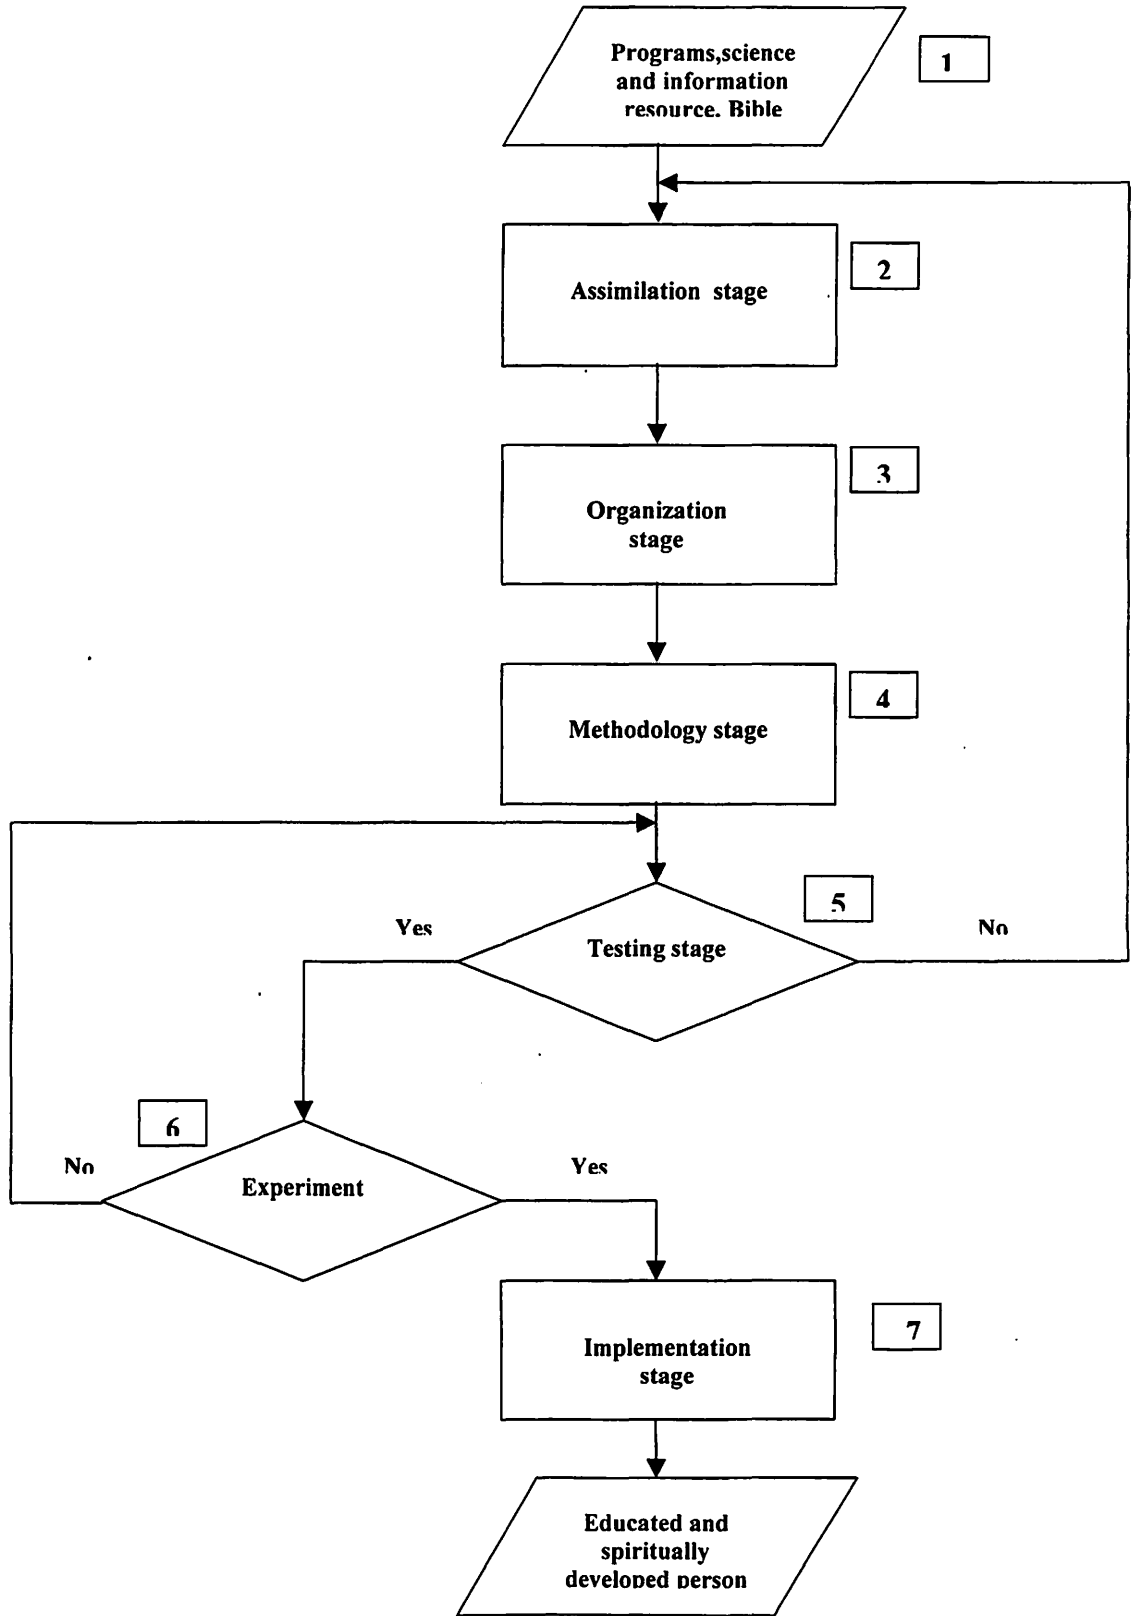 Programs,science
and information
resource. Bible
1
Assimilation stage
2
Organization
stage
3
Methodology stage
4
Testing stage
5
Yes
No
Experiment
6
No
Yes
Implementation
stage
7
Educated and
spiritually
developed person